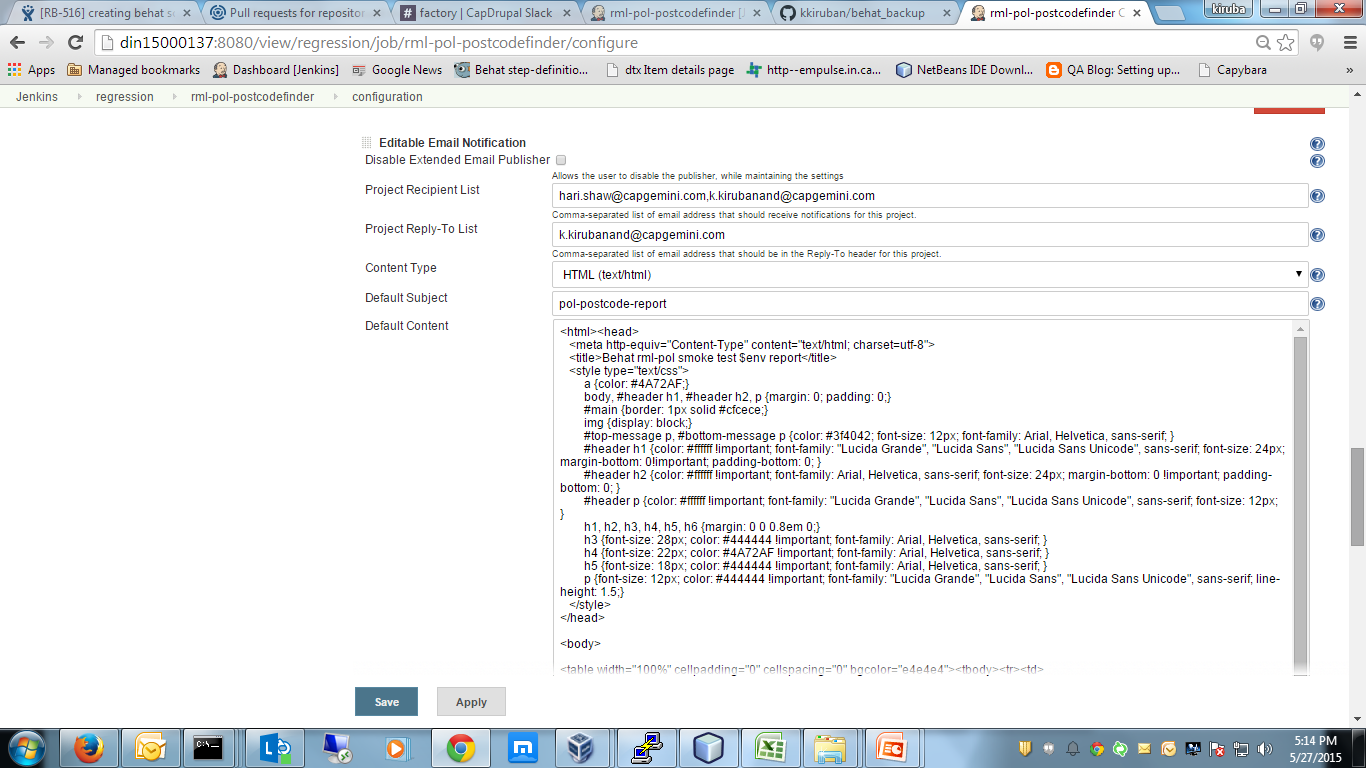 [RB-516] creating behat s
Pull requests for reposito
factory | CapDrupal Slack
rml-pol-postcodefinder [J
kkiruban/behat_backup
rml-pol-postcodefinder C
kiruba
din15000137:8080/view/regression/job/rml-pol-postcodefinder/configure
Apps
Managed bookmarks
Dashboard [Jenkins]
Google News
Behat step-definitio...
dtx Item details page
http--empulse.in.ca...
NetBeans IDE Downl...
QA Blog: Setting up...
Capybara
»
Jenkins
regression
rml-pol-postcodefinder
configuration
Editable Email Notification
Disable Extended Email Publisher
Allows the user to disable the publisher, while maintaining the settings
Project Recipient List
hari.shaw@capgemini.com,k.kirubanand@capgemini.com
Comma-separated list of email address that should receive notifications for this project.
Project Reply-To List
k.kirubanand@capgemini.com
Comma-separated list of email address that should be in the Reply-To header for this project.
Content Type
HTML (text/html)
Default Subject
pol-postcode-report
Default Content
<html><head>
<meta http-equiv="Content-Type" content="text/html; charset=utf-8">
<title>Behat rml-pol smoke test $env report</title>
<style type="text/css">
a {color: #4A72AF;}
body, #header h1, #header h2, p {margin: 0; padding: 0;}
#main {border: 1px solid #cfcece;}
img {display: block;}
#top-message p, #bottom-message p {color: #3f4042; font-size: 12px; font-family: Arial, Helvetica, sans-serif; }
#header h1 {color: #ffffff !important; font-family: "Lucida Grande", "Lucida Sans", "Lucida Sans Unicode", sans-serif; font-size: 24px;
margin-bottom: 0!important; padding-bottom: 0; }
#header h2 {color: #ffffff !important; font-family: Arial, Helvetica, sans-serif; font-size: 24px; margin-bottom: 0 !important; padding-
bottom: 0; }
#header p {color: #ffffff !important; font-family: "Lucida Grande", "Lucida Sans", "Lucida Sans Unicode", sans-serif; font-size: 12px;
}
h1, h2, h3, h4, h5, h6 {margin: 0 0 0.8em 0;}
h3 {font-size: 28px; color: #444444 !important; font-family: Arial, Helvetica, sans-serif; }
h4 {font-size: 22px; color: #4A72AF !important; font-family: Arial, Helvetica, sans-serif; }
h5 {font-size: 18px; color: #444444 !important; font-family: Arial, Helvetica, sans-serif; }
p {font-size: 12px; color: #444444 !important; font-family: "Lucida Grande", "Lucida Sans", "Lucida Sans Unicode", sans-serif; line-
height: 1.5;}
</style>
</head>
<body>
<table width="100%" cellpadding="0" cellspacing="0" bgcolor="e4e4e4"><tbody><tr><td>
Save
Apply
5:14 PM
5/27/2015